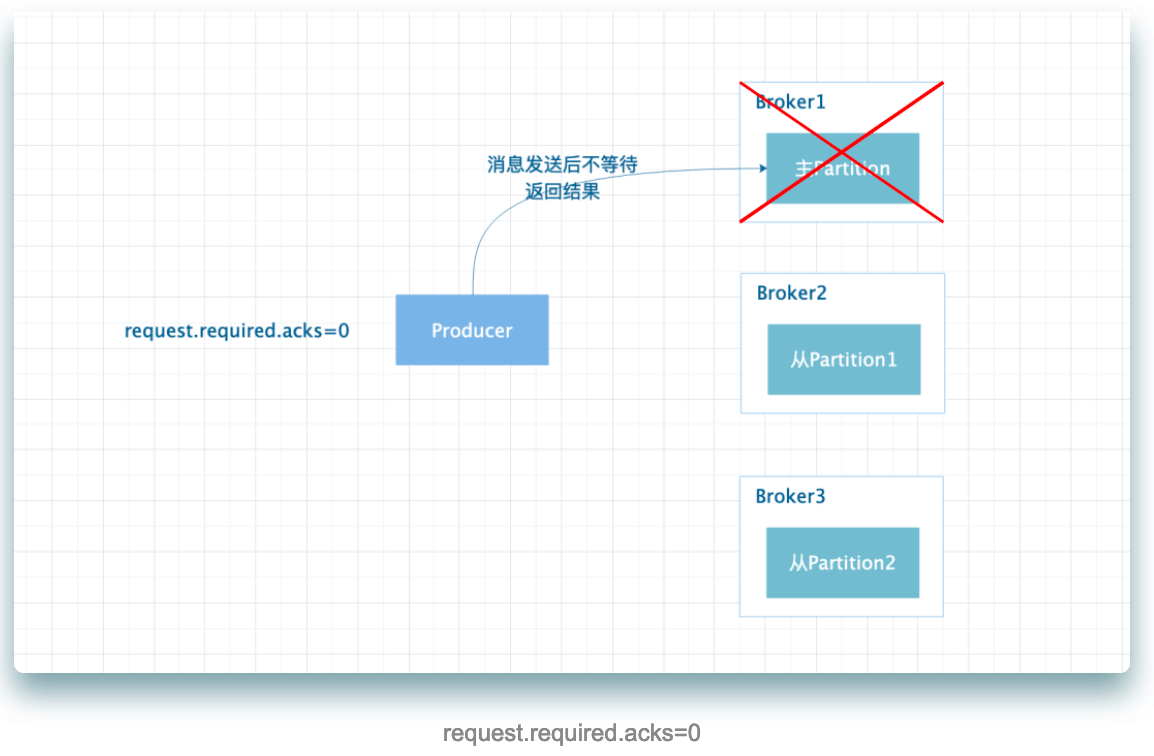 Broker1
主Partition
消息发送后不等待
返回结果
Broker2
request.required.acks=0
Producer
从Partition1
Broker3
从Partition2
request.required.acks=0